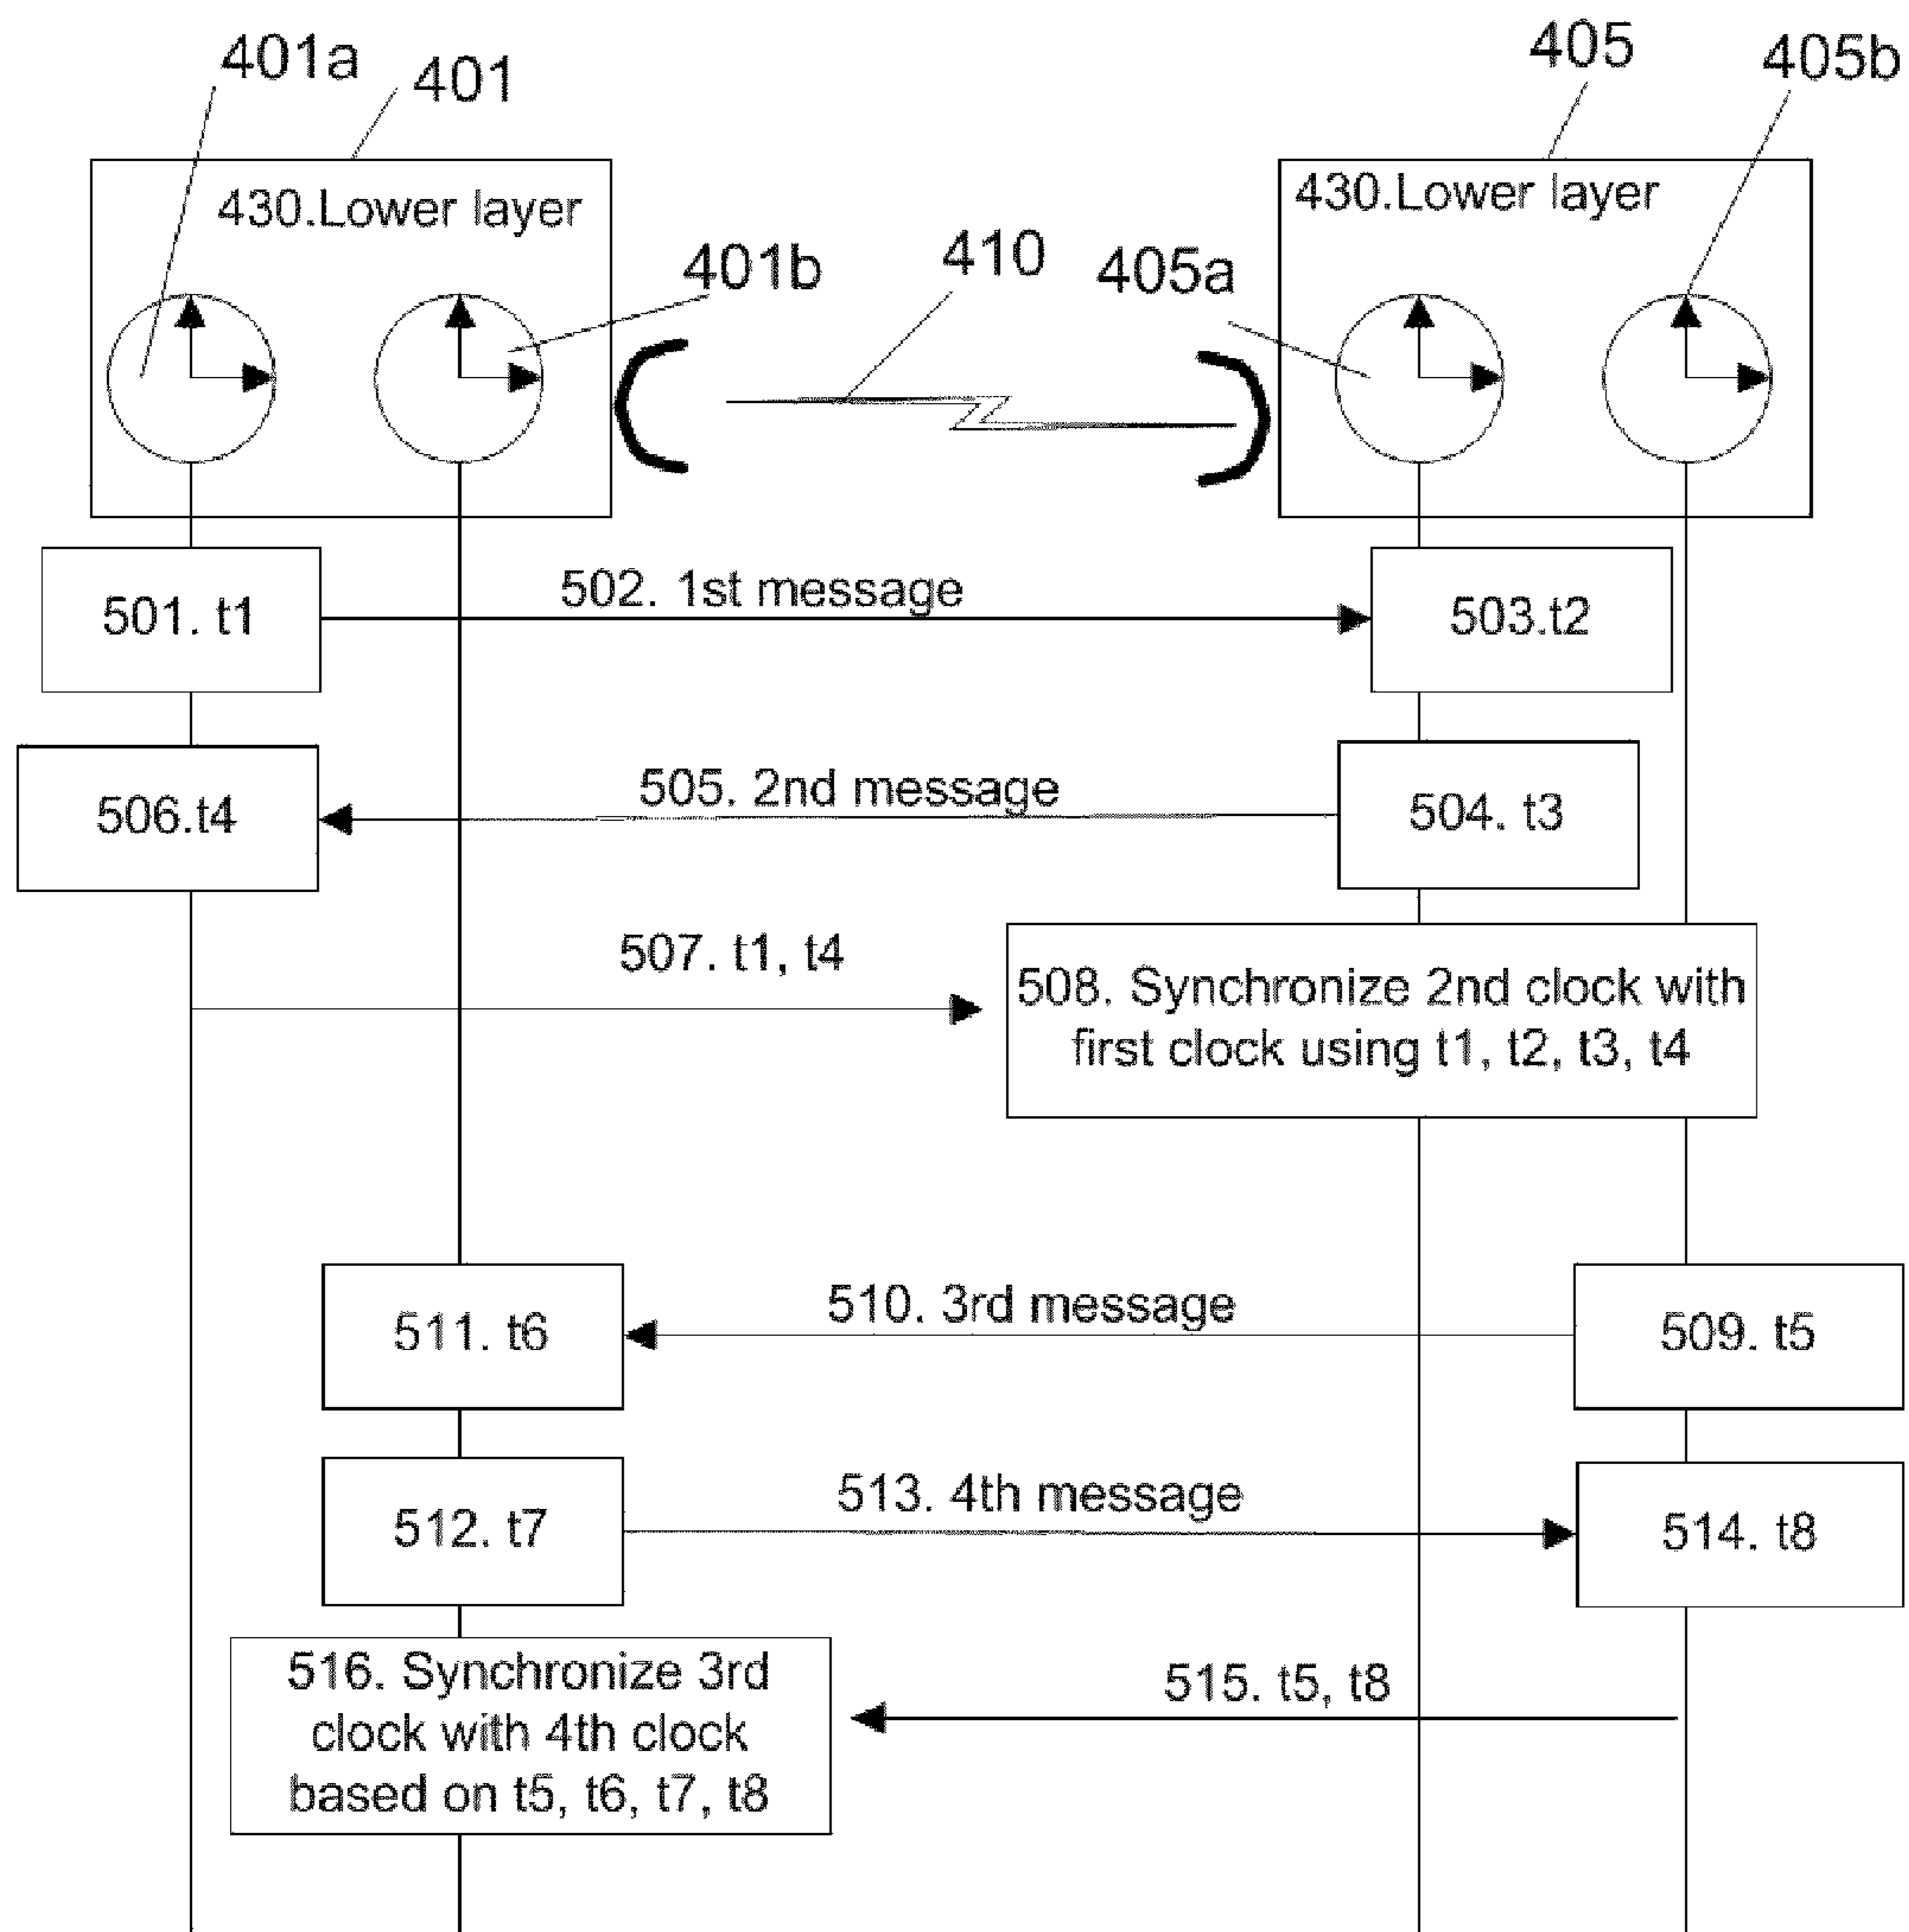 401a
401
405
405b
430.Lower layer
430.Lower layer
401b
410
405a
501. t1
502. 1st message
503.t2
506.t4
505. 2nd message
504. t3
507. t1, t4
508. Synchronize 2nd clock with
first clock using t1, t2, t3, t4
511. t6
510. 3rd message
509. t5
512. t7
513. 4th message
514. t8
516. Synchronize 3rd
clock with 4th clock
based on t5, t6, t7, t8
515. t5, t8